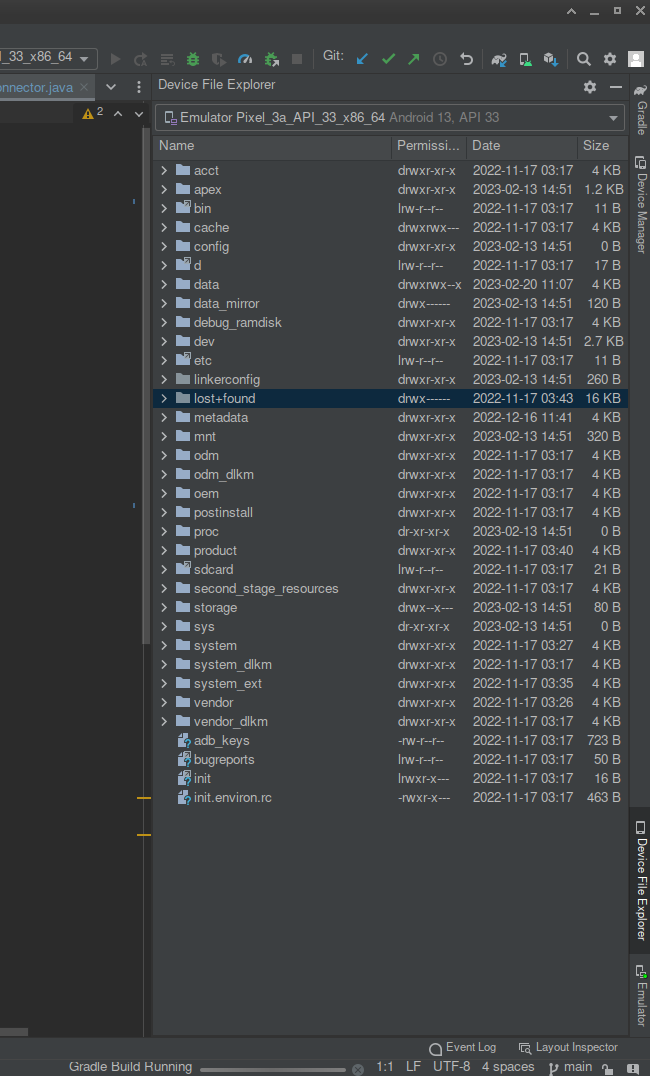 _33_x86_64
Git:
onnector.java
Device File Explorer
2
Emulator Pixel_3a_API_33_x86_64 Android 13, API 33
Name Permissi... Date Size
acct drwxr-xr-x 2022-11-17 03:17 4 KB
apex drwxr-xr-x 2023-02-13 14:51 1.2 KB
bin lrw-r--r-- 2022-11-17 03:17 11 B
cache drwxrwx--- 2022-11-17 03:17 4 KB
config drwxr-xr-x 2023-02-13 14:51 0 B
d lrw-r--r-- 2022-11-17 03:17 17 B
data drwxrwx--x 2023-02-20 11:07 4 KB
data_mirror drwx------ 2023-02-13 14:51 120 B
debug_ramdisk drwxr-xr-x 2022-11-17 03:17 4 KB
dev drwxr-xr-x 2023-02-13 14:51 2.7 KB
etc lrw-r--r-- 2022-11-17 03:17 11 B
linkerconfig drwxr-xr-x 2023-02-13 14:51 260 B
lost+found drwx------ 2022-11-17 03:43 16 KB
metadata drwxr-xr-x 2022-12-16 11:41 4 KB
mnt drwxr-xr-x 2023-02-13 14:51 320 B
odm drwxr-xr-x 2022-11-17 03:17 4 KB
odm_dlkm drwxr-xr-x 2022-11-17 03:17 4 KB
oem drwxr-xr-x 2022-11-17 03:17 4 KB
postinstall drwxr-xr-x 2022-11-17 03:17 4 KB
proc dr-xr-xr-x 2023-02-13 14:51 0 B
product drwxr-xr-x 2022-11-17 03:40 4 KB
sdcard lrw-r--r-- 2022-11-17 03:17 21 B
second_stage_resources drwxr-xr-x 2022-11-17 03:17 4 KB
storage drwx--x--- 2023-02-13 14:51 80 B
sys dr-xr-xr-x 2023-02-13 14:51 0 B
system drwxr-xr-x 2022-11-17 03:27 4 KB
system_dlkm drwxr-xr-x 2022-11-17 03:17 4 KB
system_ext drwxr-xr-x 2022-11-17 03:35 4 KB
vendor drwxr-xr-x 2022-11-17 03:26 4 KB
vendor_dlkm drwxr-xr-x 2022-11-17 03:17 4 KB
adb_keys -rw-r--r-- 2022-11-17 03:17 723 B
bugreports lrw-r--r-- 2022-11-17 03:17 50 B
init lrwxr-x--- 2022-11-17 03:17 16 B
init.environ.rc -rwxr-x--- 2022-11-17 03:17 463 B
Gradle
Device Manager
Device File Explorer
Emulator
Event Log Layout Inspector
Gradle Build Running 1:1 LF UTF-8 4 spaces main